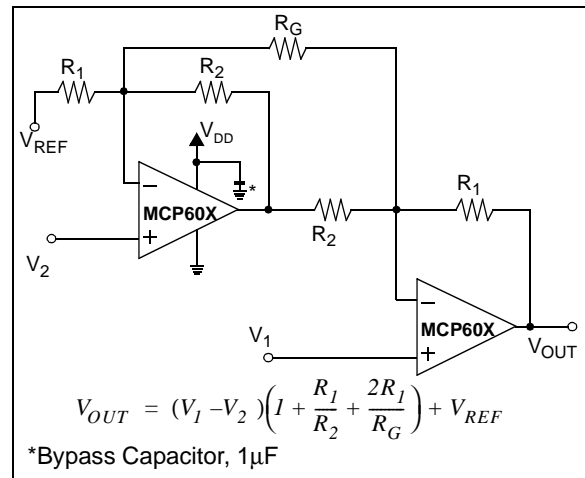 R_G
R_1
R_2
V_REF
V_DD
*
–
MCP60X
+
V_2
R_2
R_1
–
MCP60X
+
V_1
V_OUT
V_OUT = (V_1 – V_2)(1 + R_1/R_2 + 2R_1/R_G) + V_REF
*Bypass Capacitor, 1µF